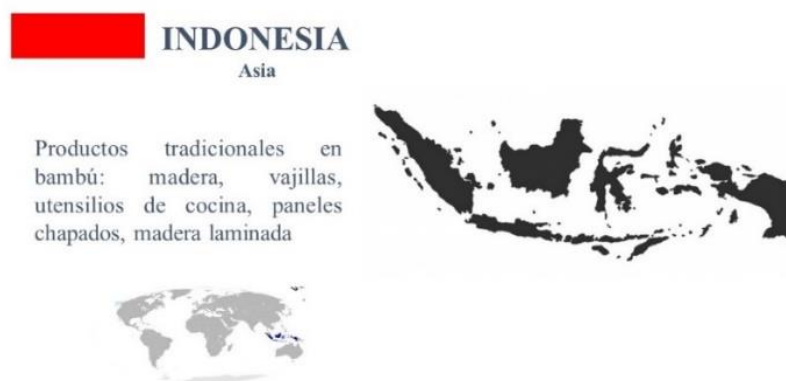 INDONESIA
Asia
Productos tradicionales en
bambú: madera, vajillas,
utensilios de cocina, paneles
chapados, madera laminada